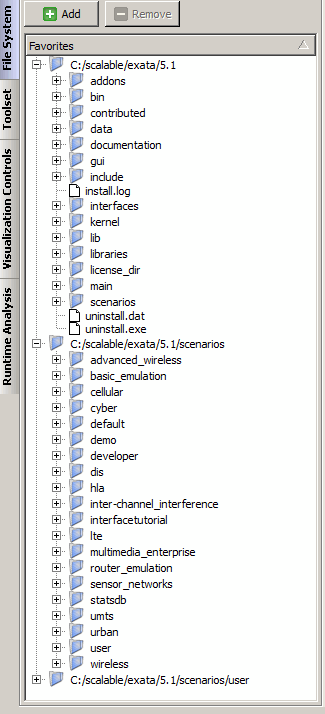 Add
Remove
File System
Toolset
Visualization Controls
Runtime Analysis
Favorites
C:/scalable/exata/5.1
addons
bin
contributed
data
documentation
gui
include
install.log
interfaces
kernel
lib
libraries
license_dir
main
scenarios
uninstall.dat
uninstall.exe
C:/scalable/exata/5.1/scenarios
advanced_wireless
basic_emulation
cellular
cyber
default
demo
developer
dis
hla
inter-channel_interference
interfacetutorial
lte
multimedia_enterprise
router_emulation
sensor_networks
statsdb
umts
urban
user
wireless
C:/scalable/exata/5.1/scenarios/user